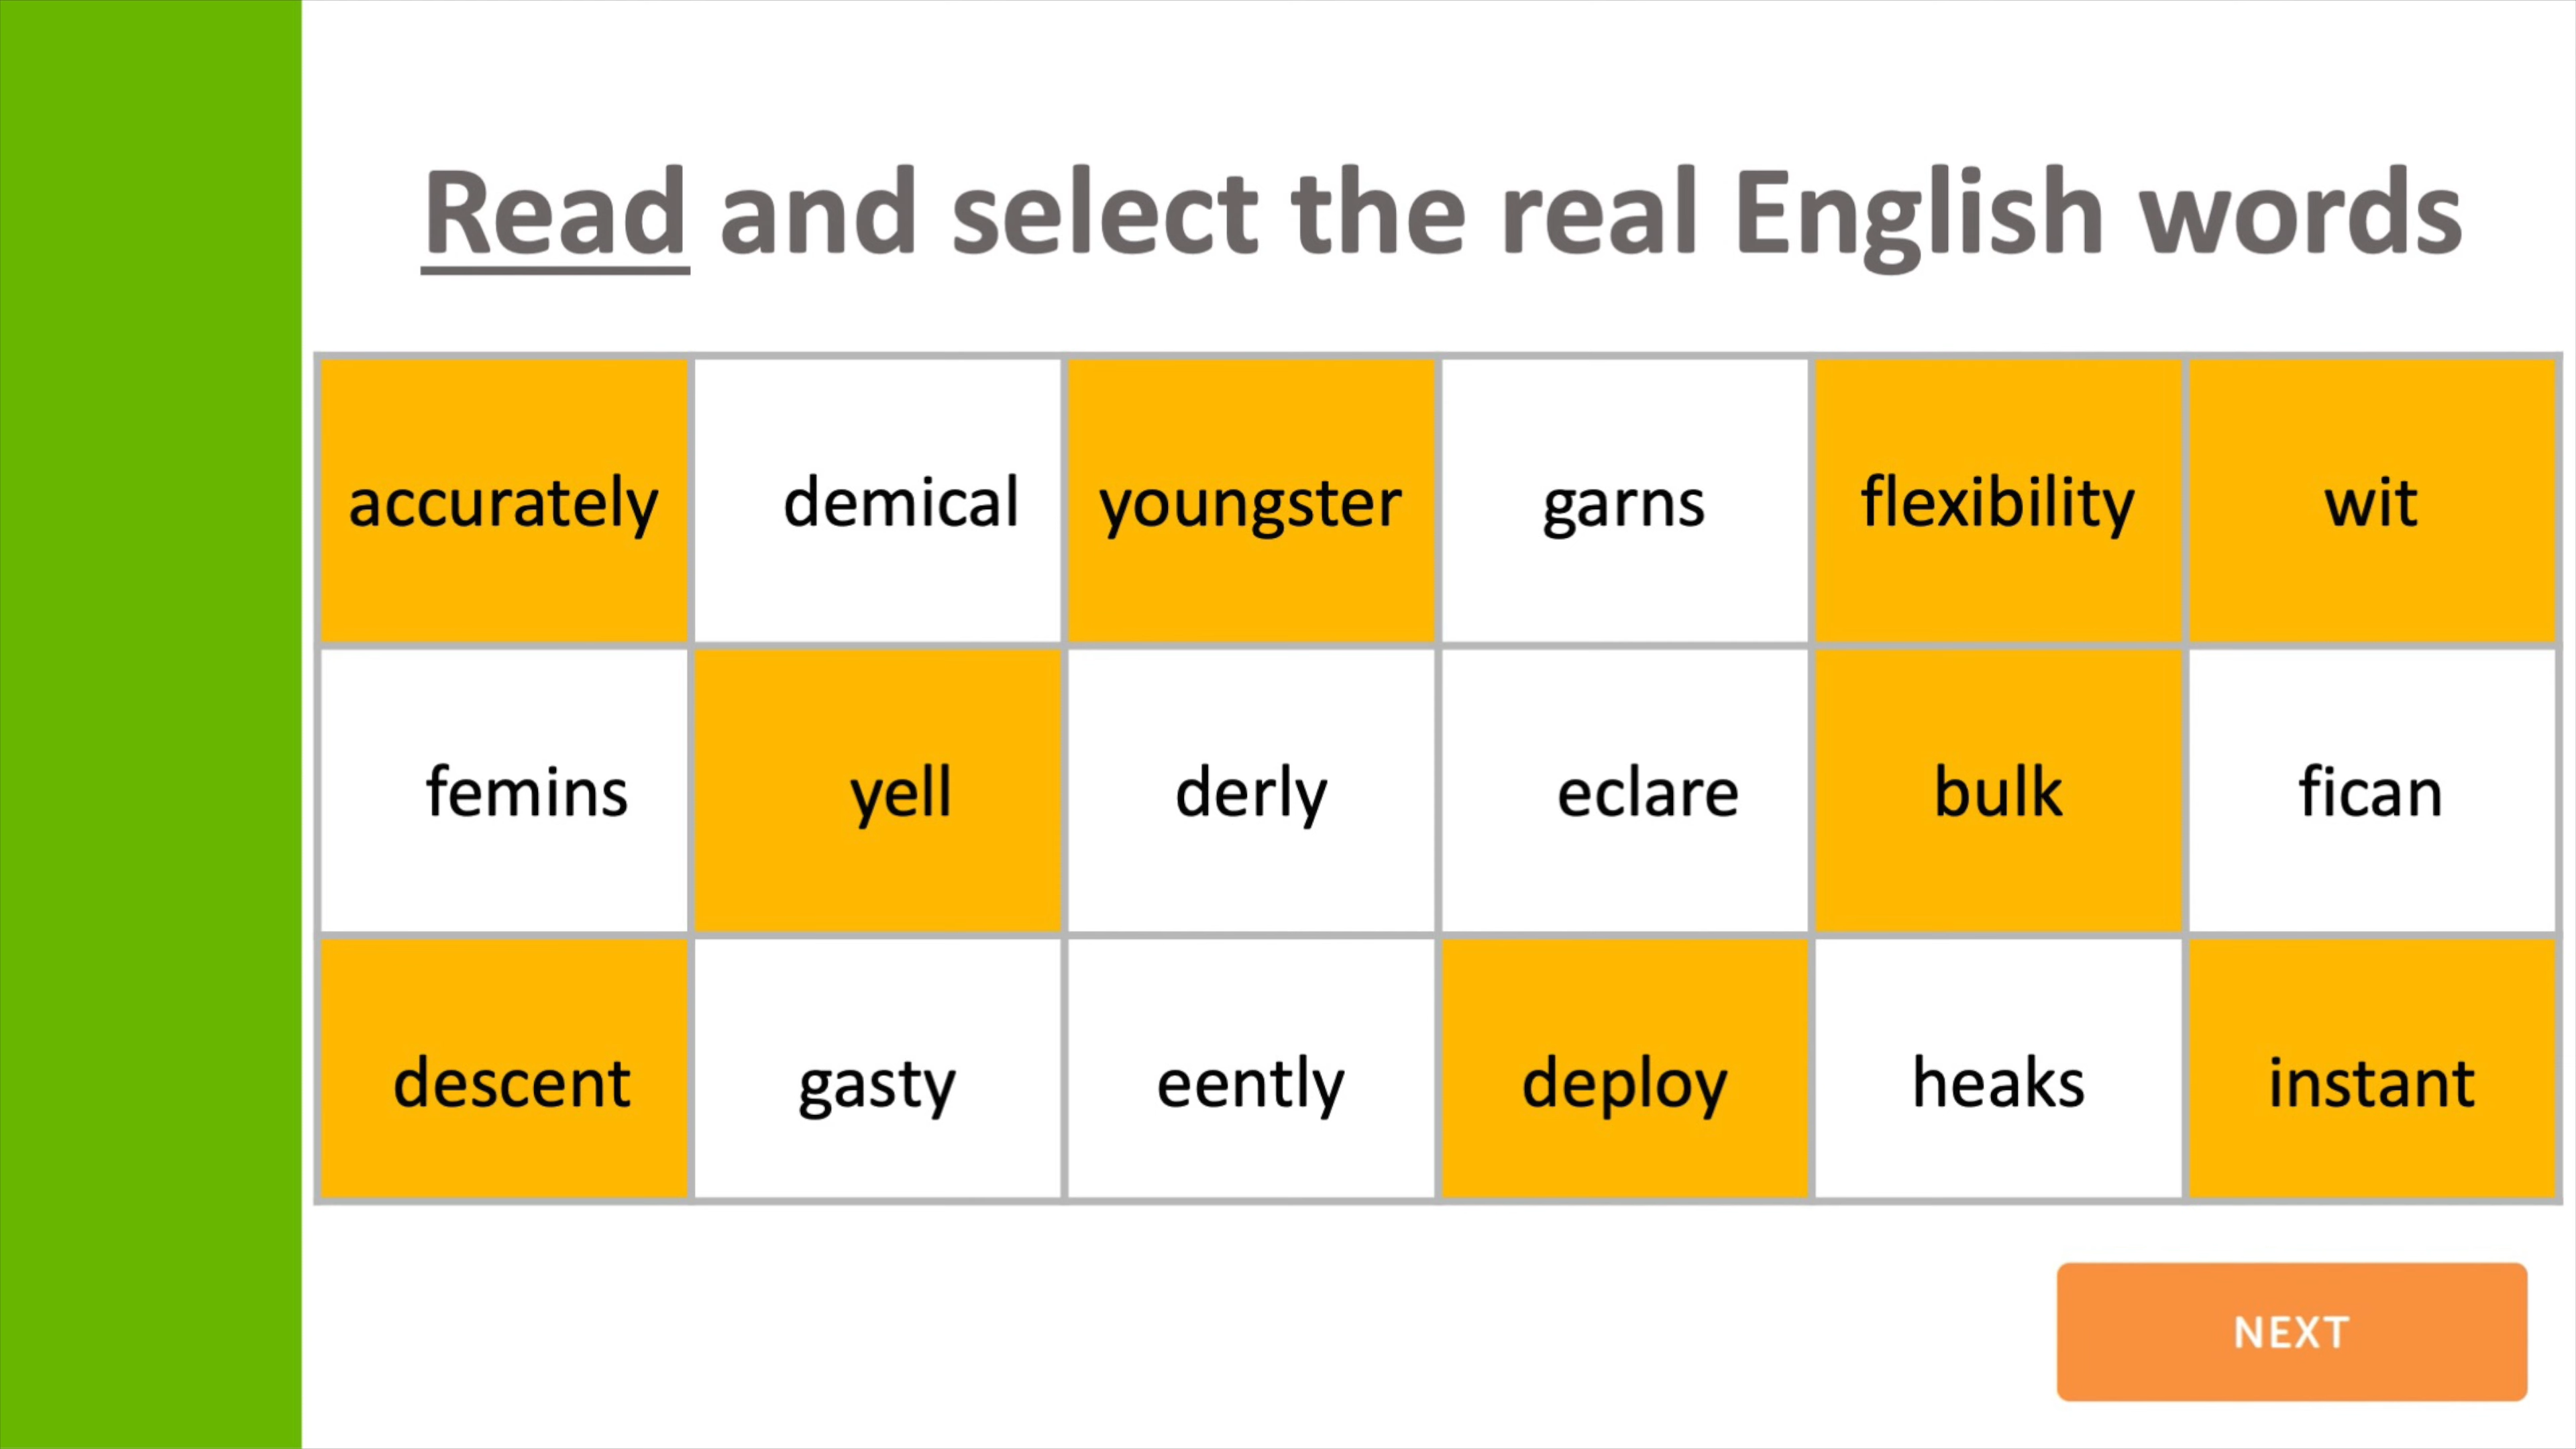 Read and select the real English words
accurately demical youngster garns flexibility wit
femins yell derly eclare bulk fican
descent gasty eently deploy heaks instant
NEXT